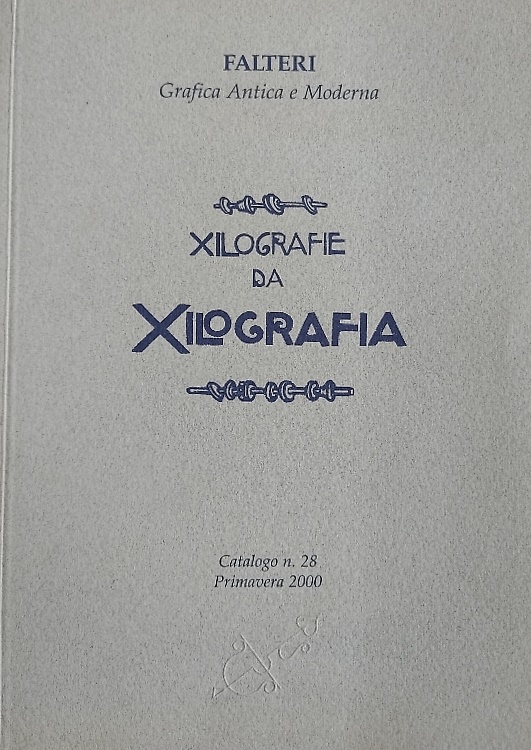 FALTERI
Grafica Antica e Moderna
XILOGRAFIE
DA
XILOGRAFIA
Catalogo n. 28
Primavera 2000